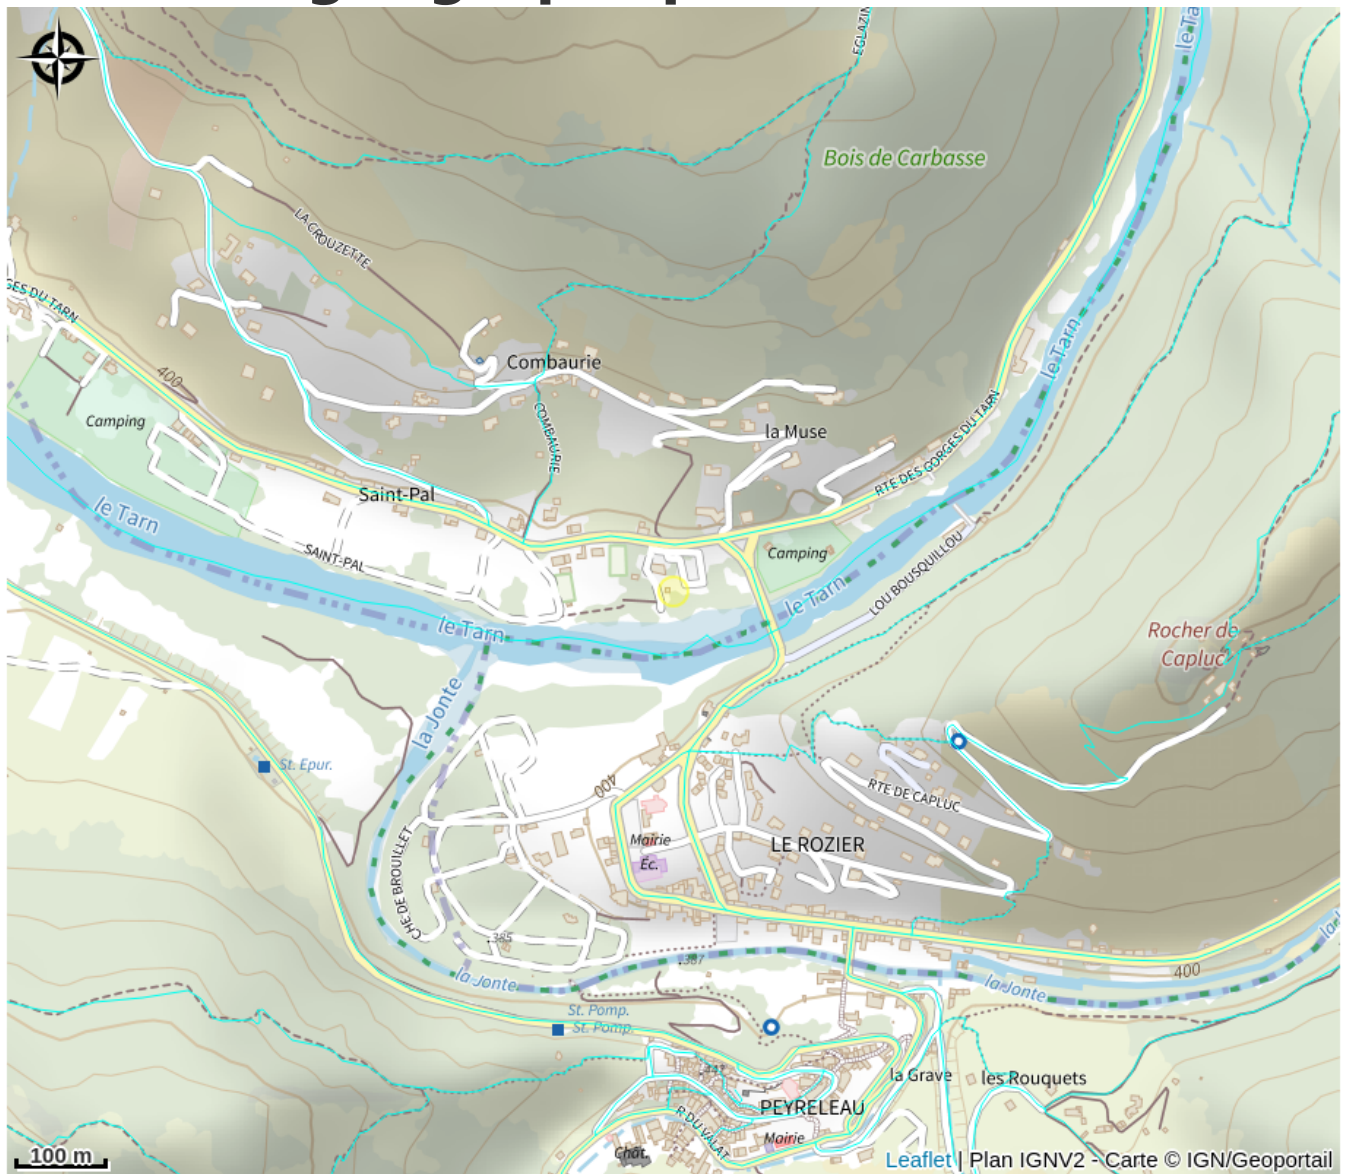 le Ta
EGLAZIN
Bois de Carbasse
LA CROUZETTE
GES DU TARN
le Tarn
Combaurie
400
Camping
COMBAURIE
la Muse
RTE DES GORGES DU TARN
Saint-Pal
le Tarn
SAINT-PAL
Camping
LOU BOUSQUILLOU
le Tarn
le Tarn
Rocher de
Capluc
la Jonte
St. Epur.
400
RTE DE CAPLUC
Mairie
LE ROZIER
Éc.
CHE DE BROUILLET
385
387
400
la Jonte
la Jonte
St. Pomp.
St. Pomp.
447
la Grave
les Rouquets
PEYRELEAU
R DU VALAT
Mairie
Chât.
100 m
Leaflet | Plan IGNV2 - Carte © IGN/Geoportail